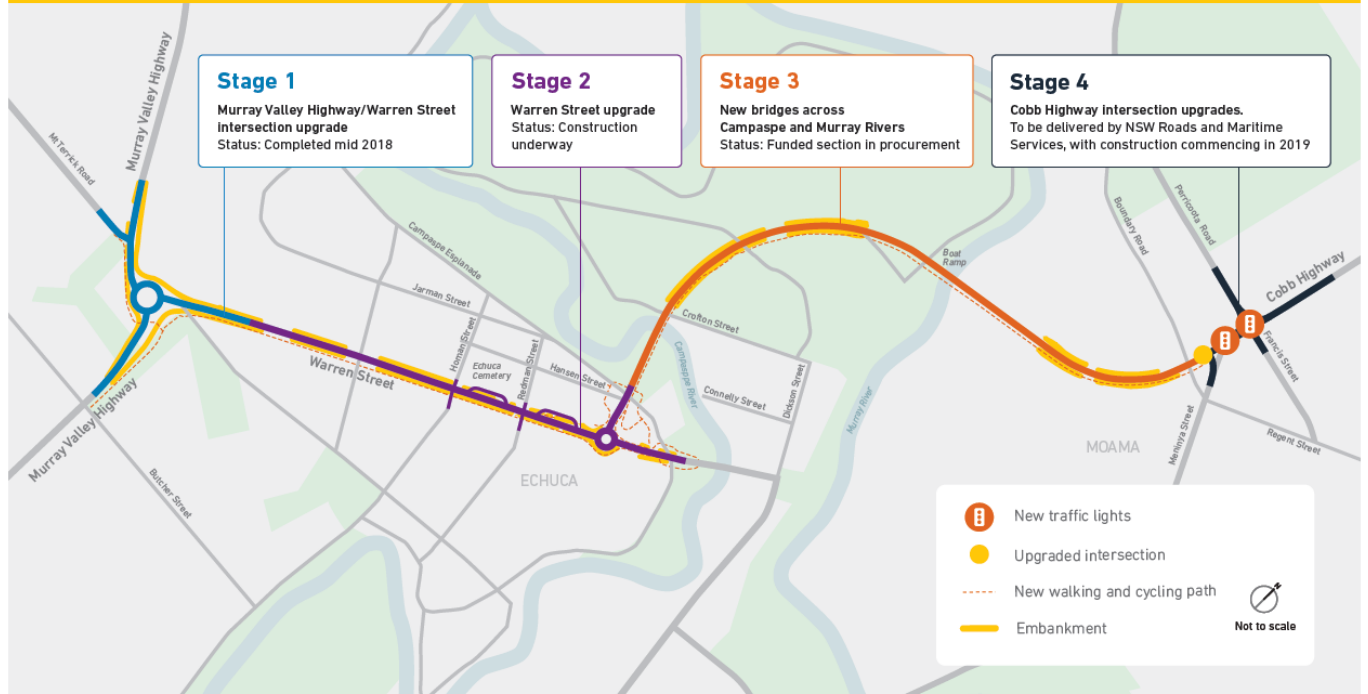 Stage 1
Murray Valley Highway/Warren Street
intersection upgrade
Status: Completed mid 2018
Stage 2
Warren Street upgrade
Status: Construction
underway
Stage 3
New bridges across
Campaspe and Murray Rivers
Status: Funded section in procurement
Stage 4
Cobb Highway intersection upgrades.
To be delivered by NSW Roads and Maritime
Services, with construction commencing in 2019
Murray Valley Highway
Mt Terrick Road
Campaspe Esplanade
Jarman Street
Homan Street
Echuca
Cemetery
Redman Street
Hansen Street
Warren Street
Murray Valley Highway
Butcher Street
ECHUCA
Crofton Street
Campaspe River
Connelly Street
Dickson Street
Murray River
Boat
Ramp
Boundary Road
Perricoota Road
Cobb Highway
Francis Street
Meninya Street
Regent Street
MOAMA
New traffic lights
Upgraded intersection
New walking and cycling path
Embankment
Not to scale